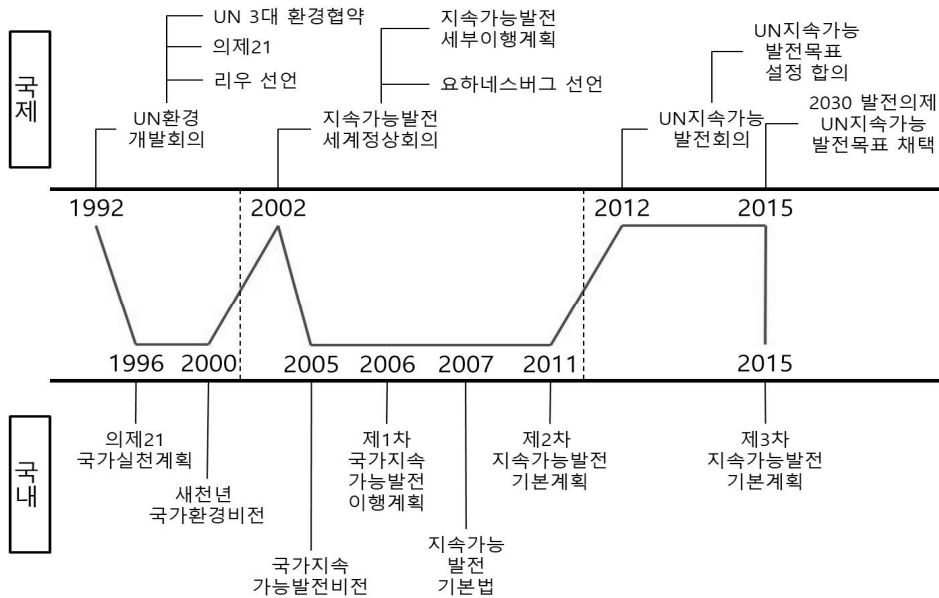 국제
UN 3대 환경협약
의제21
리우 선언
UN환경
개발회의
지속가능발전
세부이행계획
요하네스버그 선언
지속가능발전
세계정상회의
UN지속가능
발전목표
설정 합의
UN지속가능
발전회의
2030 발전의제
UN지속가능
발전목표 채택
1992
2002
2012
2015
1996
2000
2005
2006
2007
2011
2015
국내
의제21
국가실천계획
새천년
국가환경비전
국가지속
가능발전비전
제1차
국가지속
가능발전
이행계획
지속가능
발전
기본법
제2차
지속가능발전
기본계획
제3차
지속가능발전
기본계획